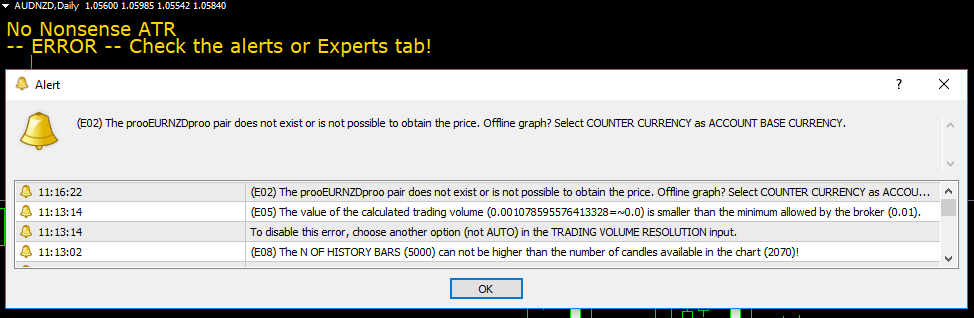 AUDNZD,Daily 1.05600 1.05985 1.05542 1.05840
No Nonsense ATR
-- ERROR -- Check the alerts or Experts tab!
Alert
?
(E02) The prooEURNZDproo pair does not exist or is not possible to obtain the price. Offline graph? Select COUNTER CURRENCY as ACCOUNT BASE CURRENCY.
11:16:22 (E02) The prooEURNZDproo pair does not exist or is not possible to obtain the price. Offline graph? Select COUNTER CURRENCY as ACCOU...
11:13:14 (E05) The value of the calculated trading volume (0.001078595576413328=~0.0) is smaller than the minimum allowed by the broker (0.01).
11:13:14 To disable this error, choose another option (not AUTO) in the TRADING VOLUME RESOLUTION input.
11:13:02 (E08) The N OF HISTORY BARS (5000) can not be higher than the number of candles available in the chart (2070)!
OK